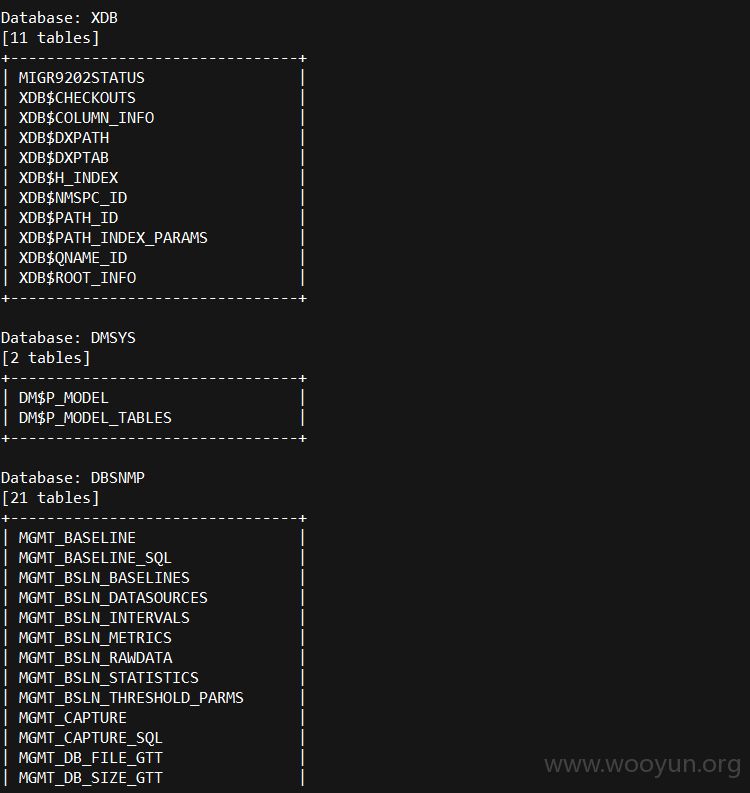 Database: XDB
[11 tables]
+--------------------------------+
| MIGR9202STATUS |
| XDB$CHECKOUTS |
| XDB$COLUMN_INFO |
| XDB$DXPATH |
| XDB$DXPTAB |
| XDB$H_INDEX |
| XDB$NMSPC_ID |
| XDB$PATH_ID |
| XDB$PATH_INDEX_PARAMS |
| XDB$QNAME_ID |
| XDB$ROOT_INFO |
+--------------------------------+
Database: DMSYS
[2 tables]
+--------------------------------+
| DM$P_MODEL |
| DM$P_MODEL_TABLES |
+--------------------------------+
Database: DBSNMP
[21 tables]
+--------------------------------+
| MGMT_BASELINE |
| MGMT_BASELINE_SQL |
| MGMT_BSLN_BASELINES |
| MGMT_BSLN_DATASOURCES |
| MGMT_BSLN_INTERVALS |
| MGMT_BSLN_METRICS |
| MGMT_BSLN_RAWDATA |
| MGMT_BSLN_STATISTICS |
| MGMT_BSLN_THRESHOLD_PARMS |
| MGMT_CAPTURE |
| MGMT_CAPTURE_SQL |
| MGMT_DB_FILE_GTT |
| MGMT_DB_SIZE_GTT |
www.wooyun.org